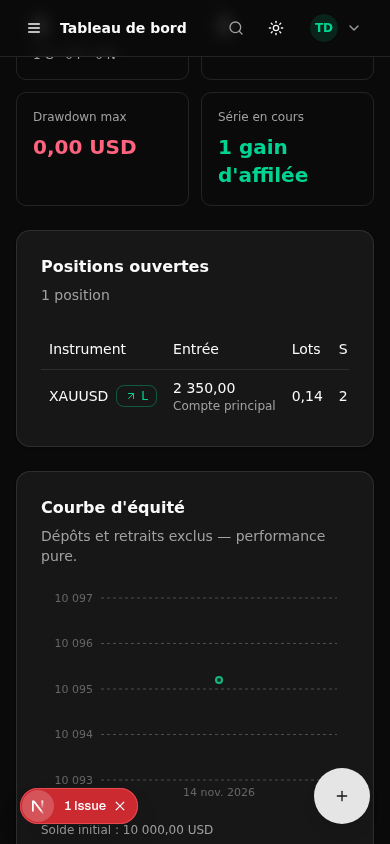 Tableau de bord
TD
Drawdown max
0,00 USD
Série en cours
1 gain
d'affilée
Positions ouvertes
1 position
Instrument Entrée Lots S
XAUUSD L 2 350,00 0,14 2
Compte principal
Courbe d'équité
Dépôts et retraits exclus — performance
pure.
10 097
10 096
10 095
10 094
10 093
14 nov. 2026
N 1 Issue
Solde initial : 10 000,00 USD